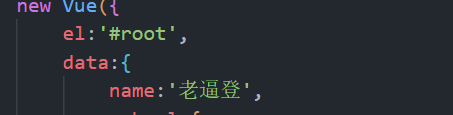 new Vue({
el:'#root',
data:{
name:'老逼登',